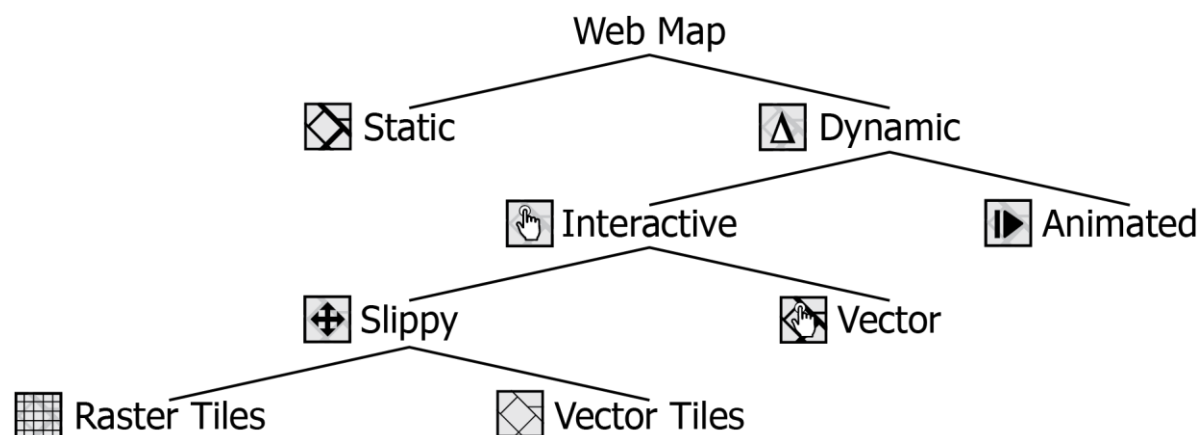 Web Map
Static
Δ Dynamic
Interactive
Animated
Slippy
Vector
Raster Tiles
Vector Tiles